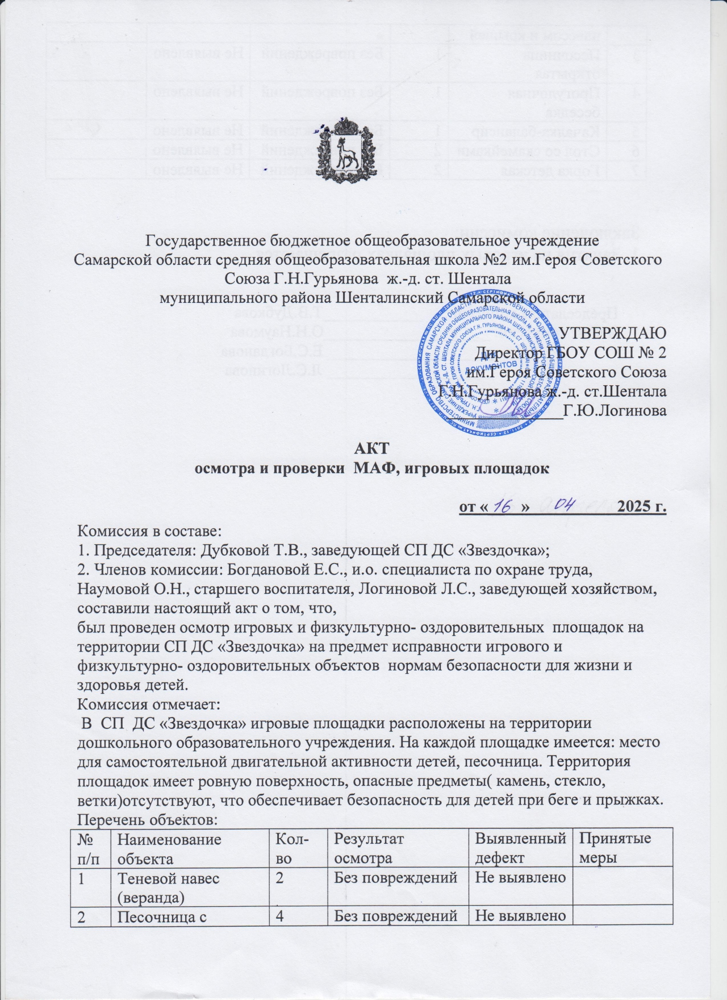 Государственное бюджетное общеобразовательное учреждение
Самарской области средняя общеобразовательная школа №2 им.Героя Советского
Союза Г.Н.Гурьянова ж.-д. ст. Шентала
муниципального района Шенталинский Самарской области
УТВЕРЖДАЮ
Директор ГБОУ СОШ № 2
им.Героя Советского Союза
Г.Н.Гурьянова ж.-д. ст.Шентала
Г.Ю.Логинова
ДЛЯ
ДОКУМЕНТОВ
АКТ
осмотра и проверки МАФ, игровых площадок
от « 16 » 04 2025 г.
Комиссия в составе:
1. Председателя: Дубковой Т.В., заведующей СП ДС «Звездочка»;
2. Членов комиссии: Богдановой Е.С., и.о. специалиста по охране труда,
Наумовой О.Н., старшего воспитателя, Логиновой Л.С., заведующей хозяйством,
составили настоящий акт о том, что,
был проведен осмотр игровых и физкультурно- оздоровительных площадок на
территории СП ДС «Звездочка» на предмет исправности игрового и
физкультурно- оздоровительных объектов нормам безопасности для жизни и
здоровья детей.
Комиссия отмечает:
В СП ДС «Звездочка» игровые площадки расположены на территории
дошкольного образовательного учреждения. На каждой площадке имеется: место
для самостоятельной двигательной активности детей, песочница. Территория
площадок имеет ровную поверхность, опасные предметы( камень, стекло,
ветки)отсутствуют, что обеспечивает безопасность для детей при беге и прыжках.
Перечень объектов:
№ Наименование Кол- Результат Выявленный Принятые
п/п объекта во осмотра дефект меры
1 Теневой навес 2 Без повреждений Не выявлено
(веранда)
2 Песочница с 4 Без повреждений Не выявлено